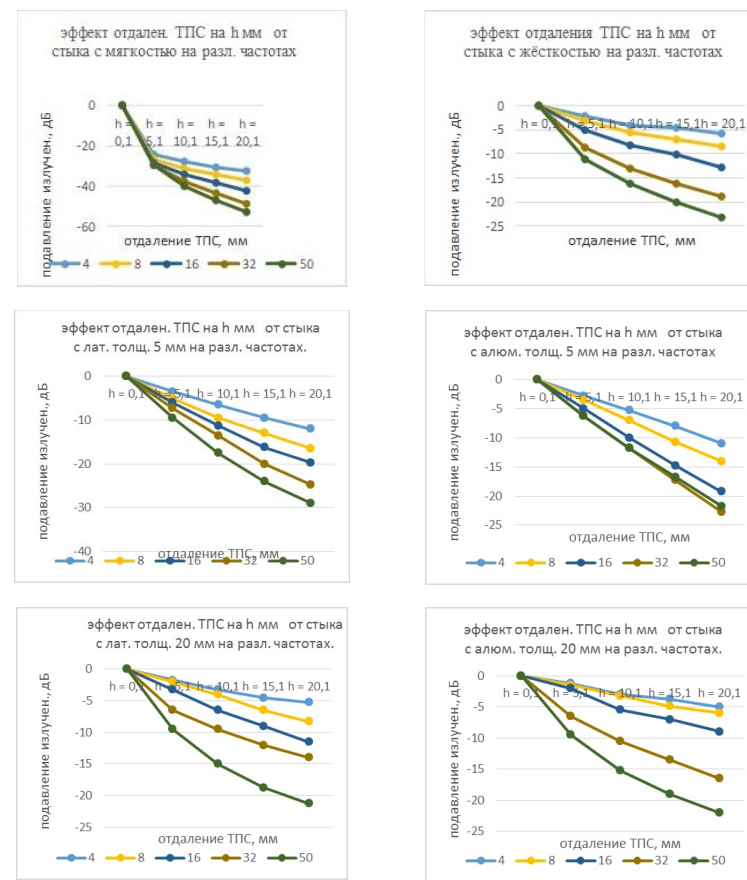 эффект отдален. ТПС на h мм от
стыка с мягкостью на разл. частотах
подавление излучен., дБ
0
-20
-40
-60
h = 0,1
h = 5,1
h = 10,1
h = 15,1
h = 20,1
отдаление ТПС, мм
4 8 16 32 50
эффект отдаления ТПС на h мм от
стыка с жёсткостью на разл. частотах
подавление излучен., дБ
0
-5
-10
-15
-20
-25
h = 0,1 h = 5,1 h = 10,1 h = 15,1 h = 20,1
отдаление ТПС, мм
4 8 16 32 50
эффект отдален. ТПС на h мм от стыка
с лат. толщ. 5 мм на разл. частотах.
подавление излучен., дБ
0
-10
-20
-30
-40
h = 0,1 h = 5,1 h = 10,1 h = 15,1 h = 20,1
отдаление ТПС, мм
4 8 16 32 50
эффект отдален. ТПС на h мм от стыка
с алюм. толщ. 5 мм на разл. частотах
подавление излучен., дБ
0
-5
-10
-15
-20
-25
h = 0,1 h = 5,1 h = 10,1 h = 15,1 h = 20,1
отдаление ТПС, мм
4 8 16 32 50
эффект отдален. ТПС на h мм от стыка
с лат. толщ. 20 мм на разл. частотах.
подавление излучен., дБ
0
-5
-10
-15
-20
-25
h = 0,1 h = 5,1 h = 10,1 h = 15,1 h = 20,1
отдаление ТПС, мм
4 8 16 32 50
эффект отдален. ТПС на h мм от стыка
с алюм. толщ. 20 мм на разл. частотах.
подавление излучен., дБ
0
-5
-10
-15
-20
-25
h = 0,1 h = 5,1 h = 10,1 h = 15,1 h = 20,1
отдаление ТПС, мм
4 8 16 32 50